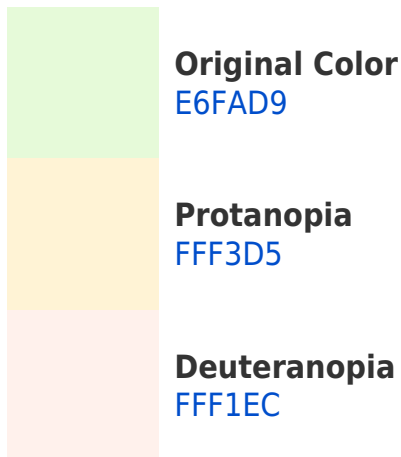 Original Color
E6FAD9
Protanopia
FFF3D5
Deuteranopia
FFF1EC